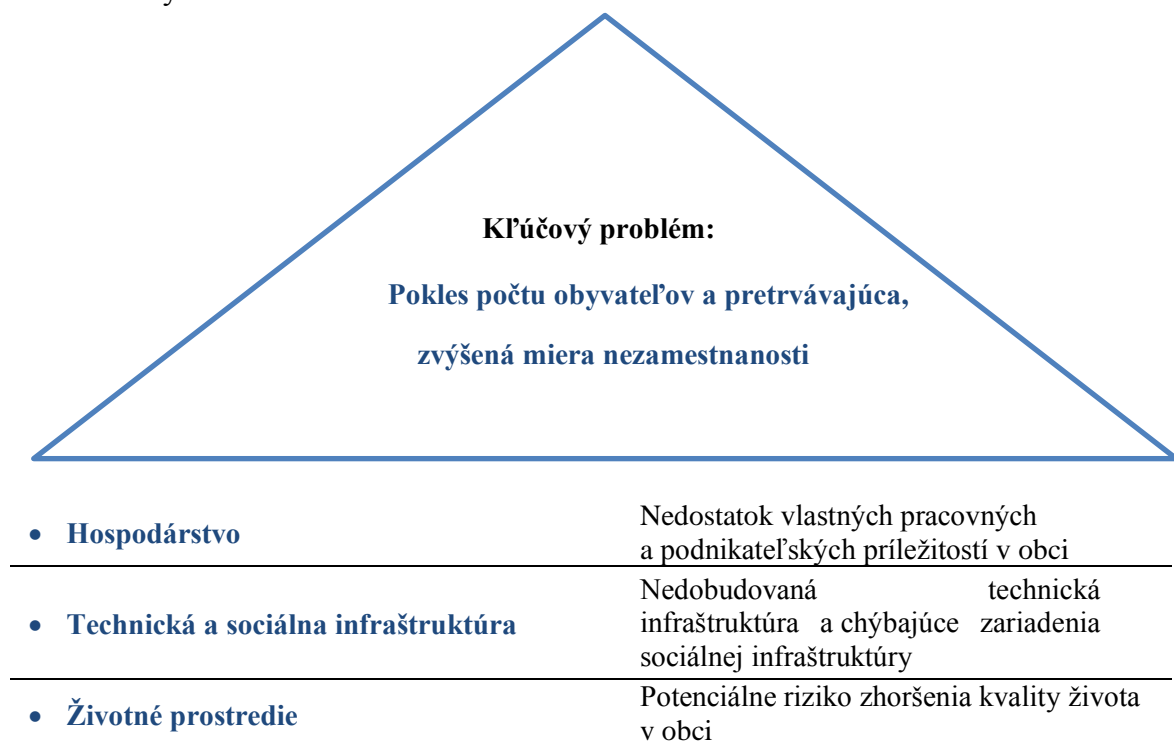 Kľúčový problém:
Pokles počtu obyvateľov a pretrvávajúca,
zvýšená miera nezamestnanosti
• Hospodárstvo
Nedostatok vlastných pracovných
a podnikateľských príležitostí v obci
• Technická a sociálna infraštruktúra
Nedobudovaná technická
infraštruktúra a chýbajúce zariadenia
sociálnej infraštruktúry
• Životné prostredie
Potenciálne riziko zhoršenia kvality života
v obci